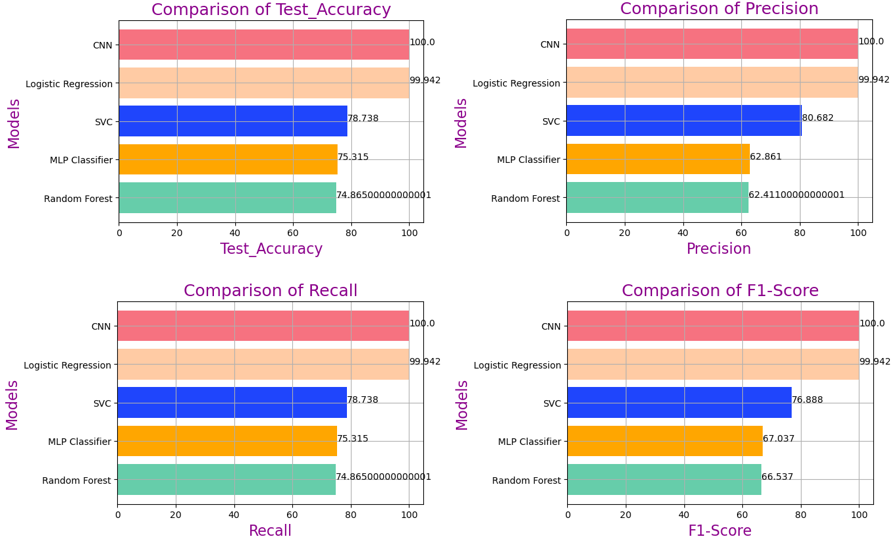 Comparison of Test_Accuracy
Models
CNN
100.0
Logistic Regression
99.942
SVC
78.738
MLP Classifier
75.315
Random Forest
74.86500000000001
0 20 40 60 80 100
Test_Accuracy
Comparison of Precision
Models
CNN
100.0
Logistic Regression
99.942
SVC
80.682
MLP Classifier
62.861
Random Forest
62.41100000000001
0 20 40 60 80 100
Precision
Comparison of Recall
Models
CNN
100.0
Logistic Regression
99.942
SVC
78.738
MLP Classifier
75.315
Random Forest
74.86500000000001
0 20 40 60 80 100
Recall
Comparison of F1-Score
Models
CNN
100.0
Logistic Regression
99.942
SVC
76.888
MLP Classifier
67.037
Random Forest
66.537
0 20 40 60 80 100
F1-Score